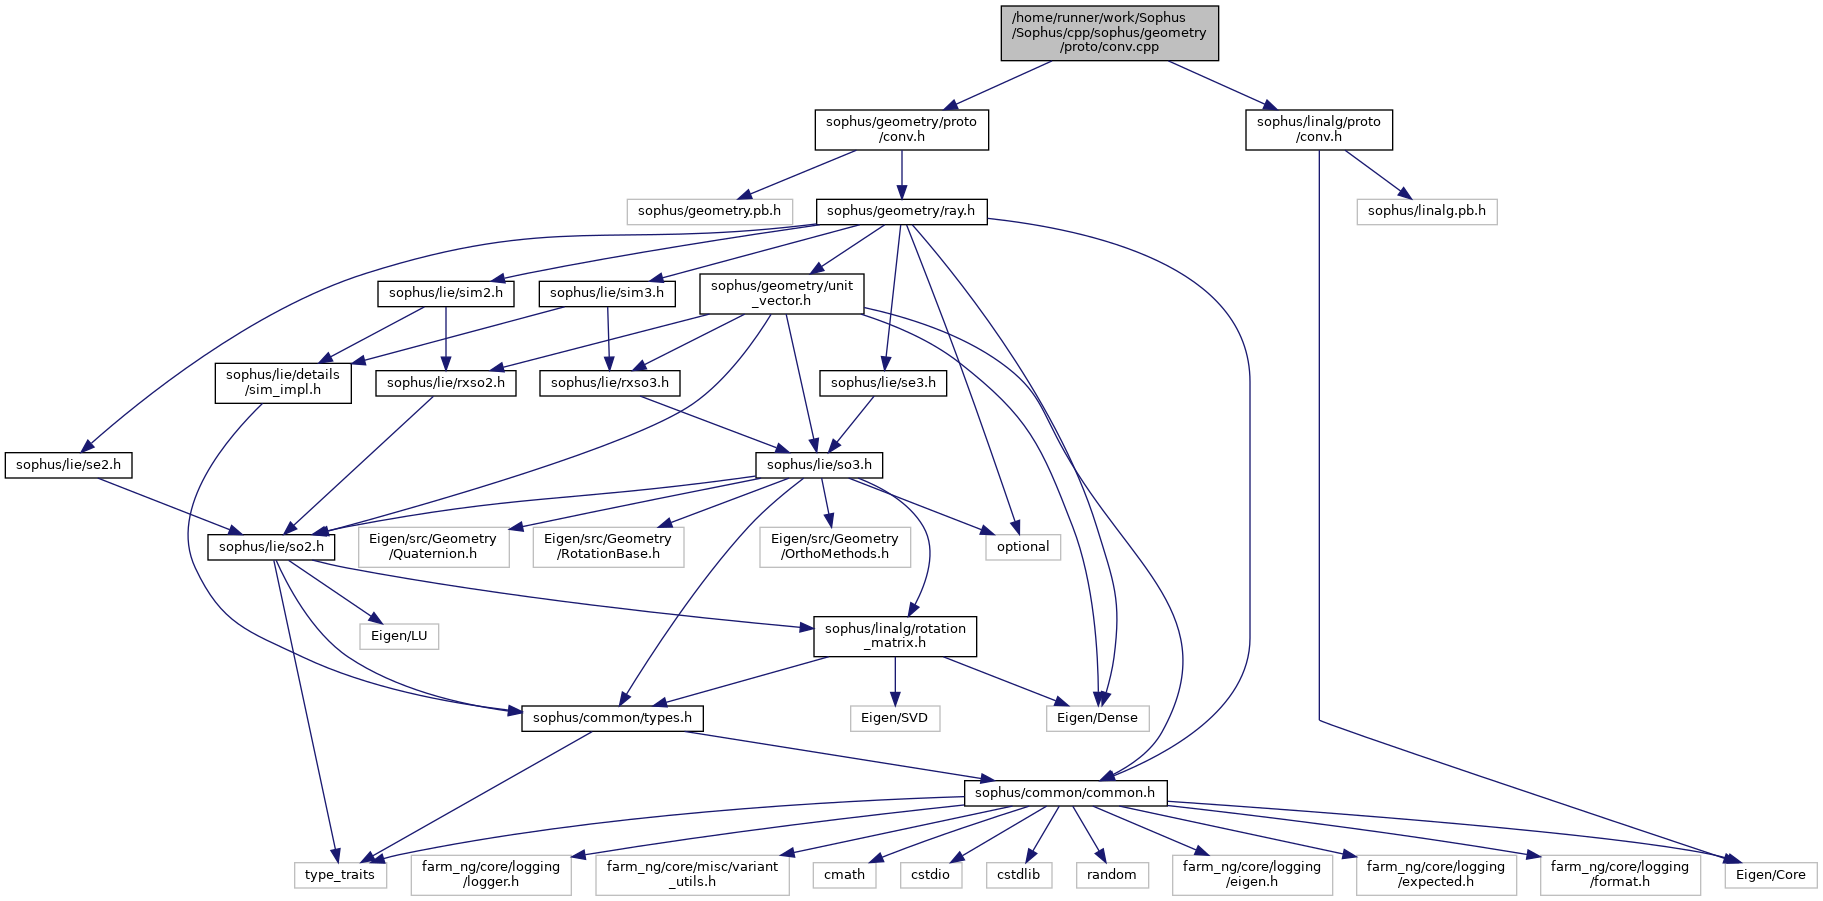 /home/runner/work/Sophus
/Sophus/cpp/sophus/geometry
/proto/conv.cpp
sophus/geometry/proto
/conv.h
sophus/linalg/proto
/conv.h
sophus/geometry.pb.h
sophus/geometry/ray.h
sophus/linalg.pb.h
sophus/lie/sim2.h
sophus/lie/sim3.h
sophus/geometry/unit
_vector.h
sophus/lie/details
/sim_impl.h
sophus/lie/rxso2.h
sophus/lie/rxso3.h
sophus/lie/se3.h
sophus/lie/se2.h
sophus/lie/so3.h
sophus/lie/so2.h
Eigen/src/Geometry
/Quaternion.h
Eigen/src/Geometry
/RotationBase.h
Eigen/src/Geometry
/OrthoMethods.h
optional
Eigen/LU
sophus/linalg/rotation
_matrix.h
sophus/common/types.h
Eigen/SVD
Eigen/Dense
sophus/common/common.h
type_traits
farm_ng/core/logging
/logger.h
farm_ng/core/misc/variant
_utils.h
cmath
cstdio
cstdlib
random
farm_ng/core/logging
/eigen.h
farm_ng/core/logging
/expected.h
farm_ng/core/logging
/format.h
Eigen/Core